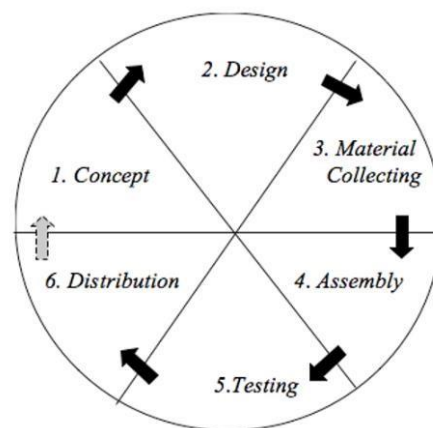 1. Concept
2. Design
3. Material
Collecting
4. Assembly
5.Testing
6. Distribution